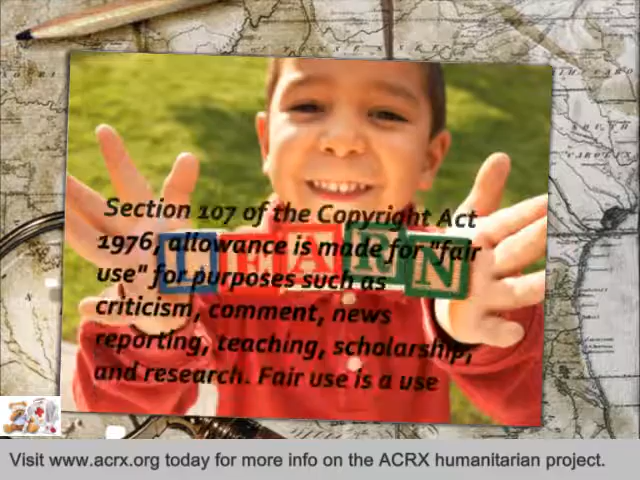 Section 107 of the Copyright Act
1976, allowance is made for "fair
use" for purposes such as
criticism, comment, news
reporting, teaching, scholarship,
and research. Fair use is a use
LEARN
Visit www.acrx.org today for more info on the ACRX humanitarian project.